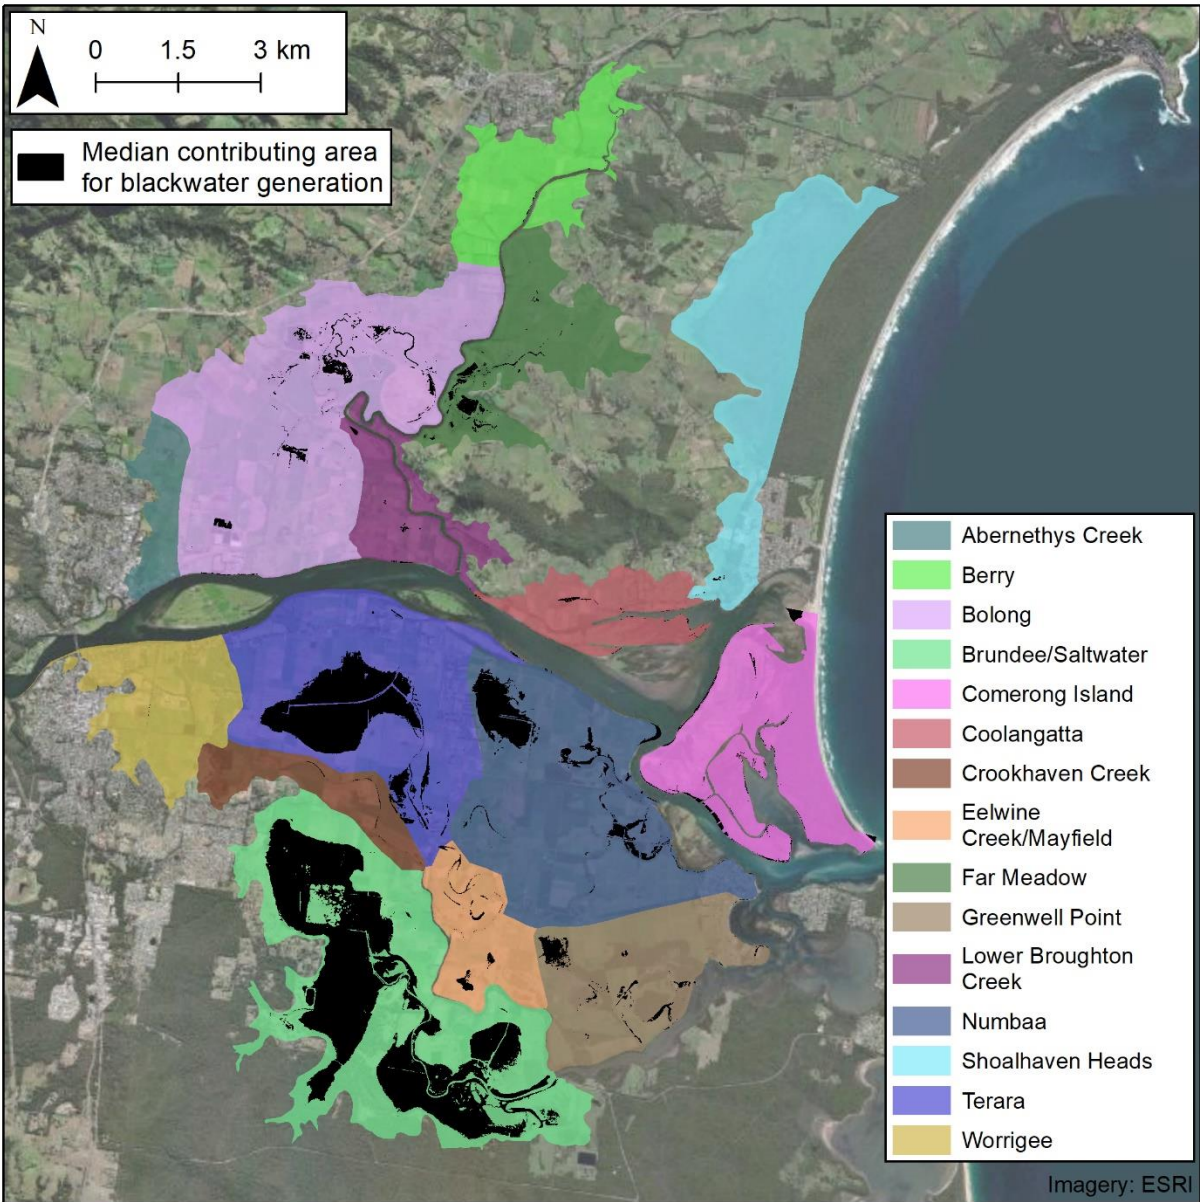 N
0 1.5 3 km
Median contributing area
for blackwater generation
Abernethys Creek
Berry
Bolong
Brundee/Saltwater
Comerong Island
Coolangatta
Crookhaven Creek
Eelwine
Creek/Mayfield
Far Meadow
Greenwell Point
Lower Broughton
Creek
Numbaa
Shoalhaven Heads
Terara
Worrigee
Imagery: ESRI